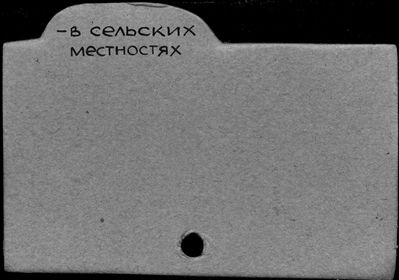 - в сельских
местностях